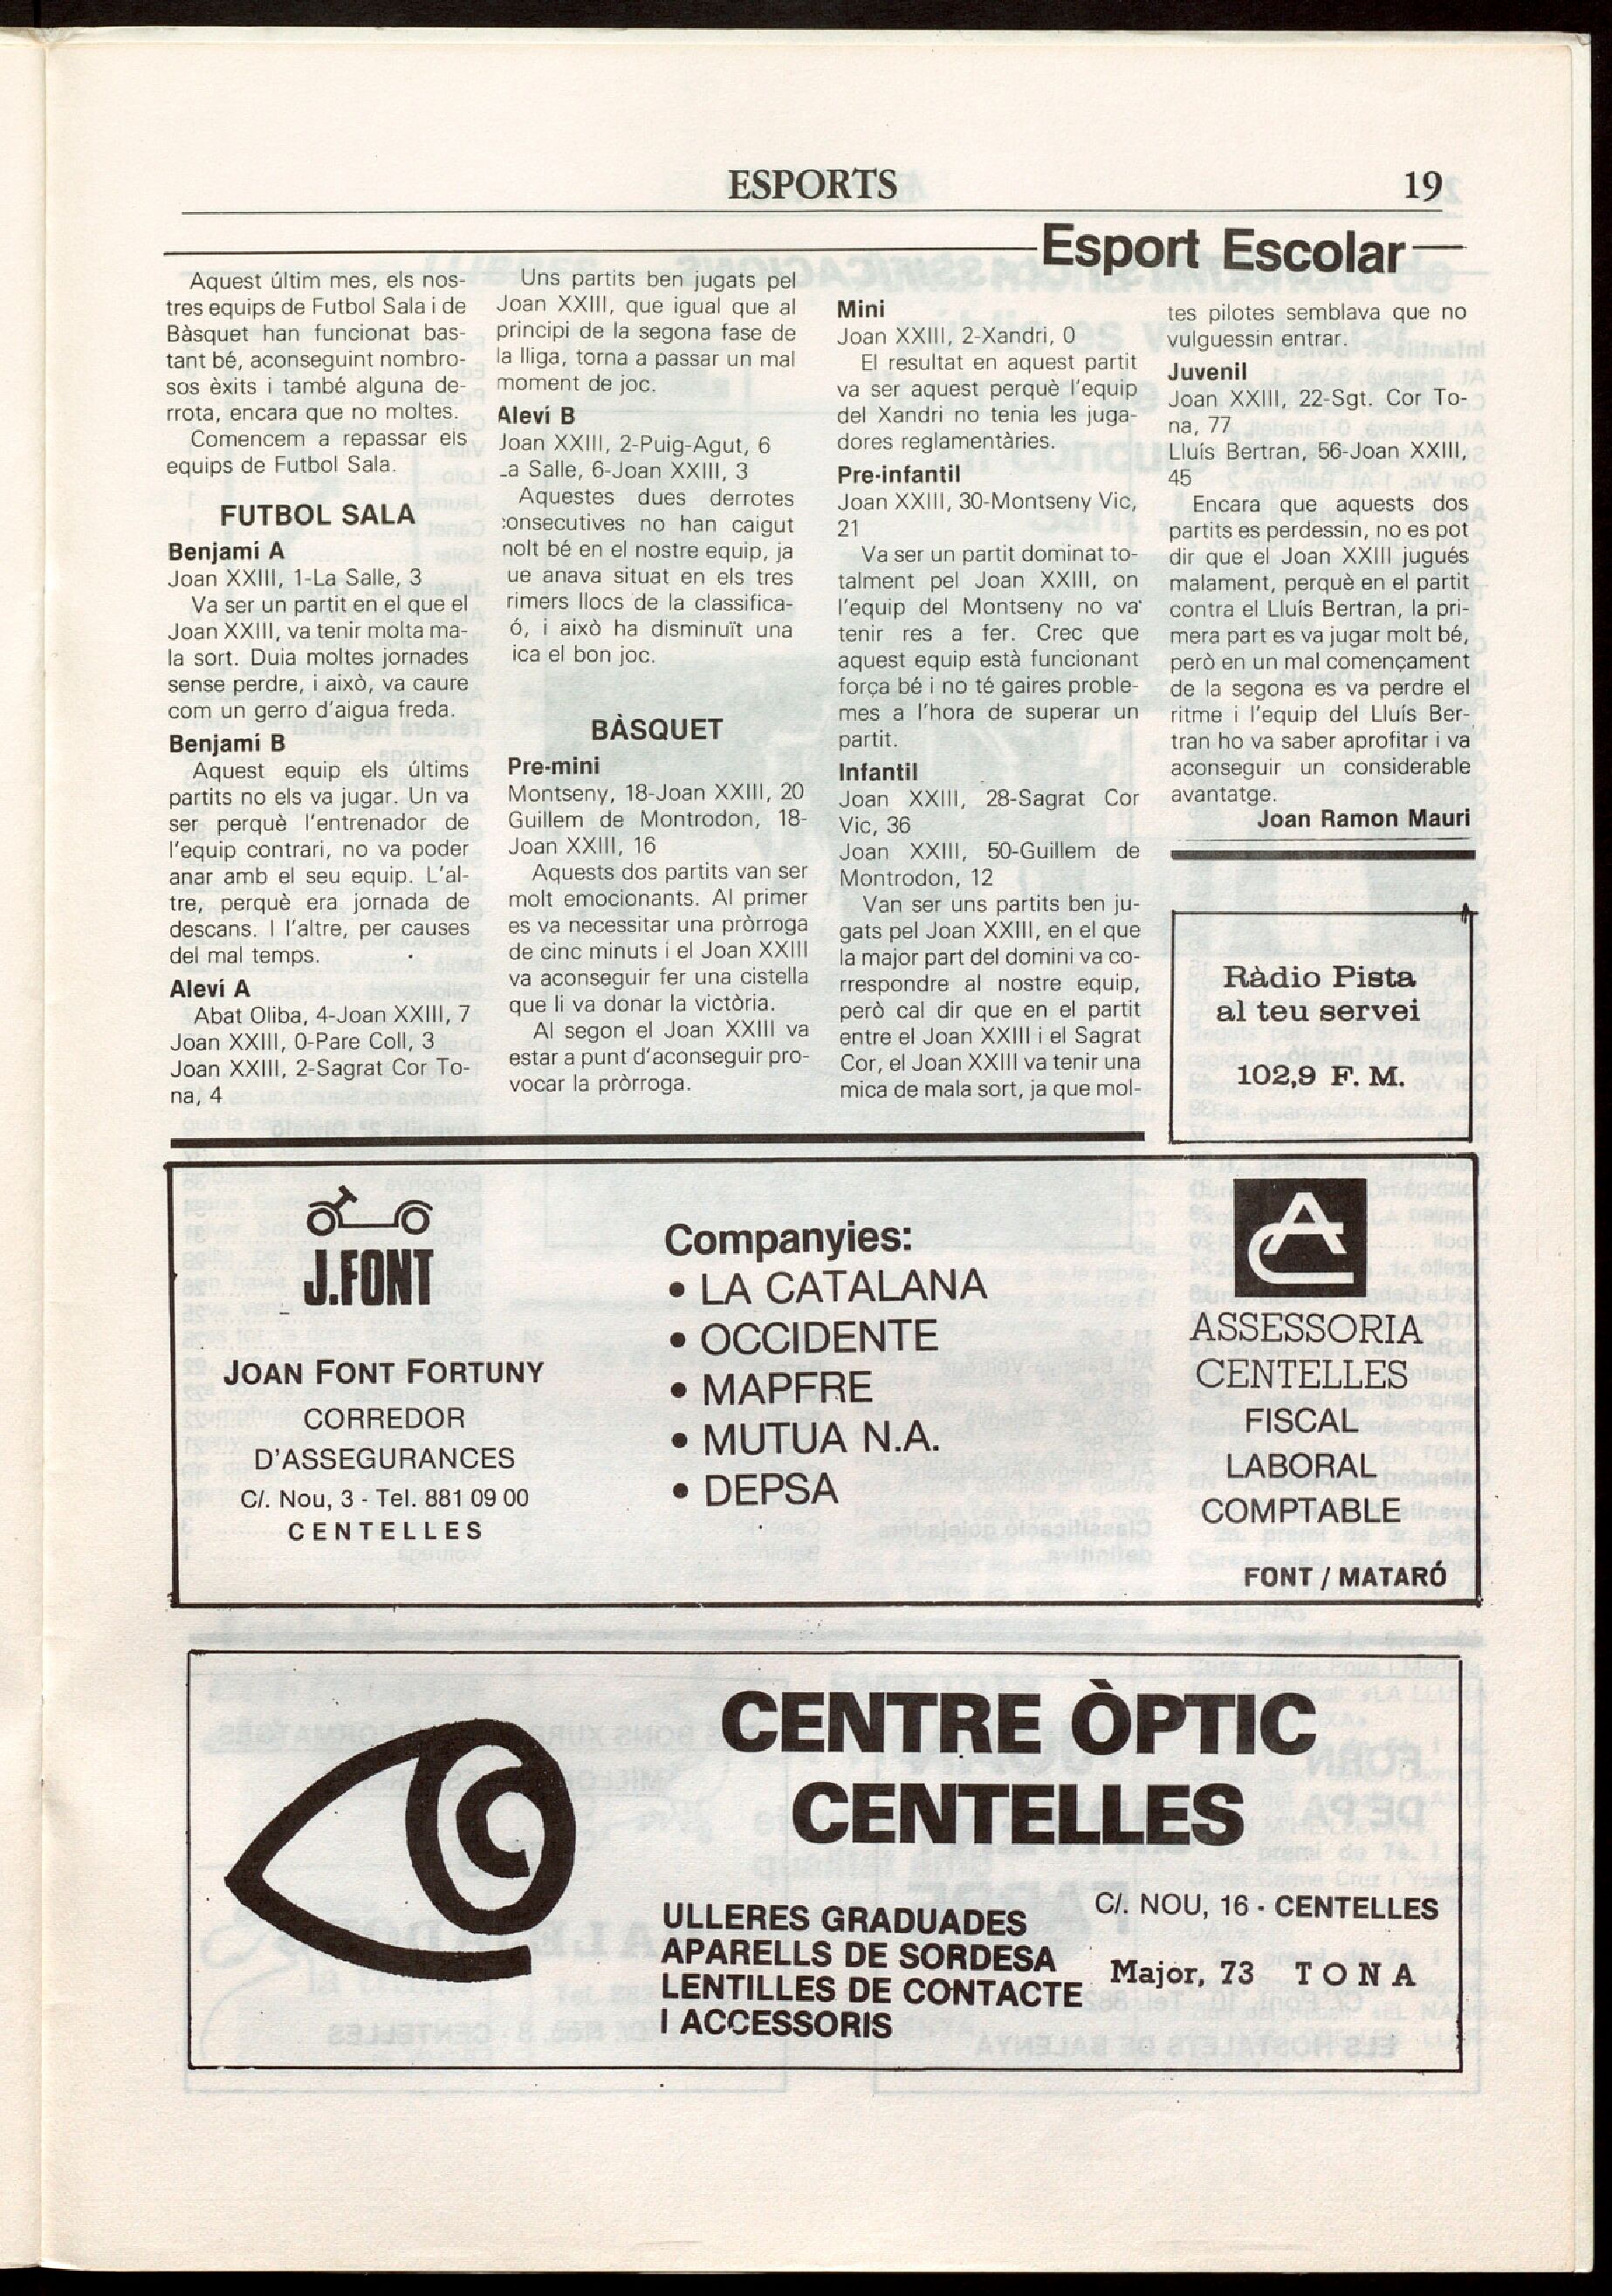 ESPORTS
19
Esport Escolar
Aquest últim mes, els nos-
tres equips de Futbol Sala i de
Bàsquet han funcionat bas-
tant bé, aconseguint nombro-
sos èxits i també alguna de-
rrota, encara que no moltes.
Comencem a repassar els
equips de Futbol Sala.
FUTBOL SALA
Benjamí A
Joan XXIII, 1-La Salle, 3
Va ser un partit en el que el
Joan XXIII, va tenir molta ma-
la sort. Duia moltes jornades
sense perdre, i això, va caure
com un gerro d'aigua freda.
Benjamí B
Aquest equip els últims
partits no els va jugar. Un va
ser perquè l'entrenador de
l'equip contrari, no va poder
anar amb el seu equip. L'al-
tre, perquè era jornada de
descans. I l'altre, per causes
del mal temps.
Aleví A
Abat Oliba, 4-Joan XXIII, 7
Joan XXIII, 0-Pare Coll, 3
Joan XXIII, 2-Sagrat Cor To-
na, 4
Uns partits ben jugats pel
Joan XXIII, que igual que al
principi de la segona fase de
la lliga, torna a passar un mal
moment de joc.
Aleví B
Joan XXIII, 2-Puig-Agut, 6
a Salle, 6-Joan XXIII, 3
Aquestes dues derrotes
consecutives no han caigut
nolt bé en el nostre equip, ja
ue anava situat en els tres
rimers llocs de la classifica-
ó, i això ha disminuït una
ica el bon joc.
BÀSQUET
Pre-mini
Montseny, 18-Joan XXIII, 20
Guillem de Montrodon, 18-
Joan XXIII, 16
Aquests dos partits van ser
molt emocionants. Al primer
es va necessitar una pròrroga
de cinc minuts i el Joan XXIII
va aconseguir fer una cistella
que li va donar la victòria.
Al segon el Joan XXIII va
estar a punt d'aconseguir pro-
vocar la pròrroga.
Mini
Joan XXIII, 2-Xandri, 0
El resultat en aquest partit
va ser aquest perquè l'equip
del Xandri no tenia les juga-
dores reglamentàries.
Pre-infantil
Joan XXIII, 30-Montseny Vic,
21
Va ser un partit dominat to-
talment pel Joan XXIII, on
l'equip del Montseny no va
tenir res a fer. Crec que
aquest equip està funcionant
força bé i no té gaires proble-
mes a l'hora de superar un
partit.
Infantil
Joan XXIII, 28-Sagrat Cor
Vic, 36
Joan XXIII, 50-Guillem de
Montrodon, 12
Van ser uns partits ben ju-
gats pel Joan XXIII, en el que
la major part del domini va co-
rrespondre al nostre equip,
però cal dir que en el partit
entre el Joan XXIII i el Sagrat
Cor, el Joan XXIII va tenir una
mica de mala sort, ja que mol-
tes pilotes semblava que no
vulguessin entrar.
Juvenil
Joan XXIII, 22-Sgt. Cor To-
na, 77
Lluís Bertran, 56-Joan XXIII,
45
Encara que aquests dos
partits es perdessin, no es pot
dir que el Joan XXIII jugués
malament, perquè en el partit
contra el Lluís Bertran, la pri-
mera part es va jugar molt bé,
però en un mal començament
de la segona es va perdre el
ritme i l'equip del Lluís Ber-
tran ho va saber aprofitar i va
aconseguir un considerable
avantatge.
Joan Ramon Mauri
Ràdio Pista
al teu servei
102,9 F. M.
J.FONT
JOAN FONT FORTUNY
CORREDOR
D'ASSEGURANCES
C/. Nou, 3 - Tel. 881 09 00
CENTELLES
Companyies:
• LA CATALANA
• OCCIDENTE
• MAPFRE
• MUTUA N.A.
• DEPSA
ASSESSORIA
CENTELLES
FISCAL
LABORAL
COMPTABLE
FONT / MATARÓ
CENTRE ÒPTIC
CENTELLES
ULLERES GRADUADES
APARELLS DE SORDESA
LENTILLES DE CONTACTE
I ACCESSORIS
C/. NOU, 16 - CENTELLES
Major, 73 TONA